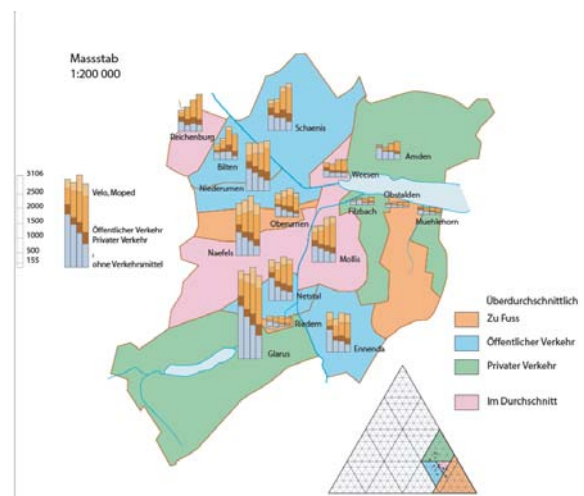 Massstab
1:200 000
3106
2500
2000
1500
1000
500
155
Velo, Moped
Öffentlicher Verkehr
Privater Verkehr
ohne Verkehrsmittel
Reichenburg
Bilten
Schaenis
Niederurnen
Weesen
Amden
Oberurnen
Filzbach
Obstalden
Muehlehorn
Naefels
Mollis
Netstal
Riedern
Glarus
Ennenda
Überdurchschnittlich
Zu Fuss
Öffentlicher Verkehr
Privater Verkehr
Im Durchschnitt